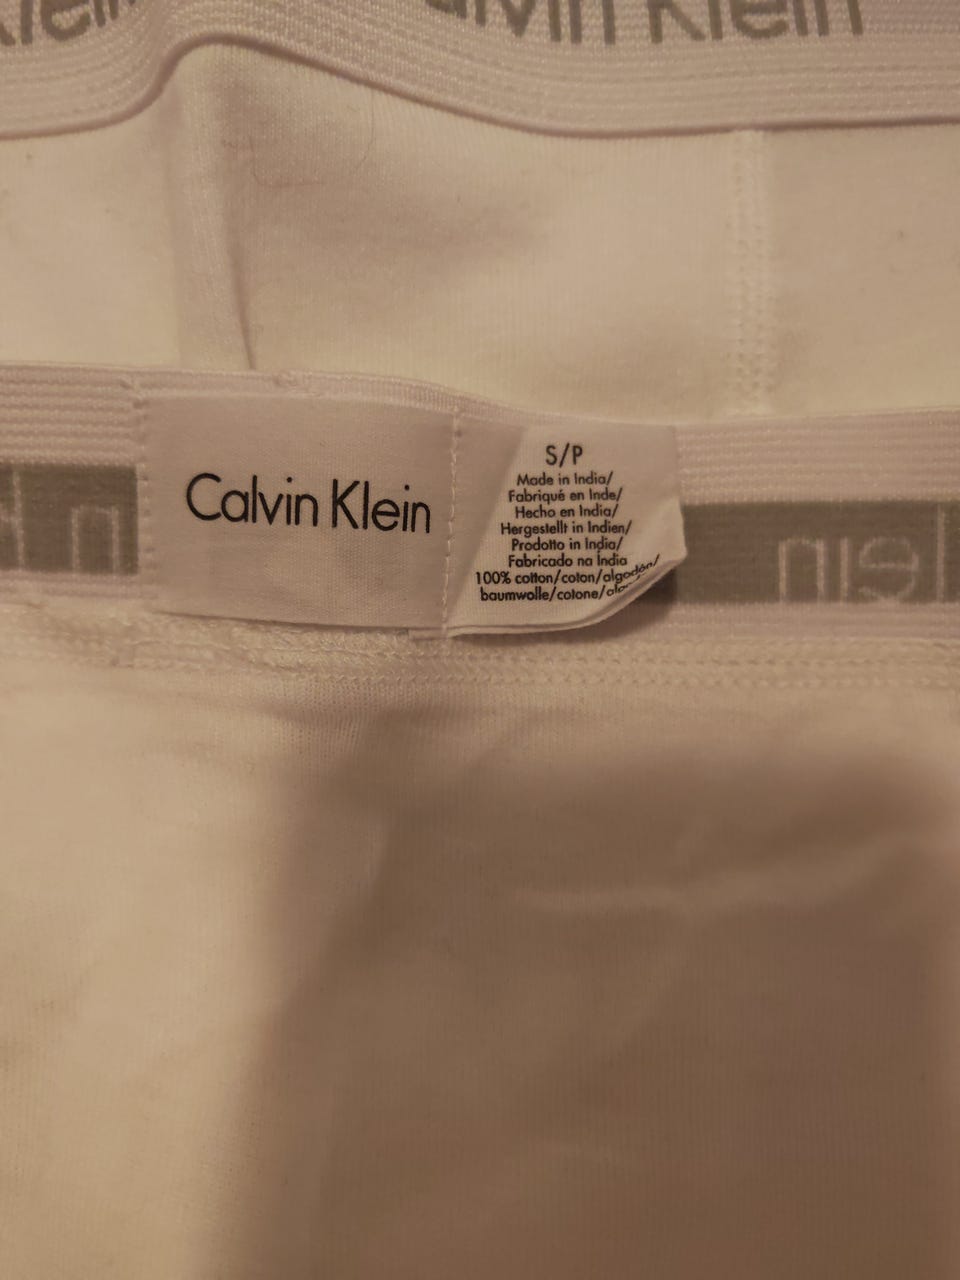 Klein
Calvin Klein
Calvin Klein
S/P
Made in India/
Fabriqué en Inde/
Hecho en India/
Hergestellt in Indien/
Prodotto in India/
Fabricado na India
100% cotton/coton/algodón/
baumwolle/cotone/